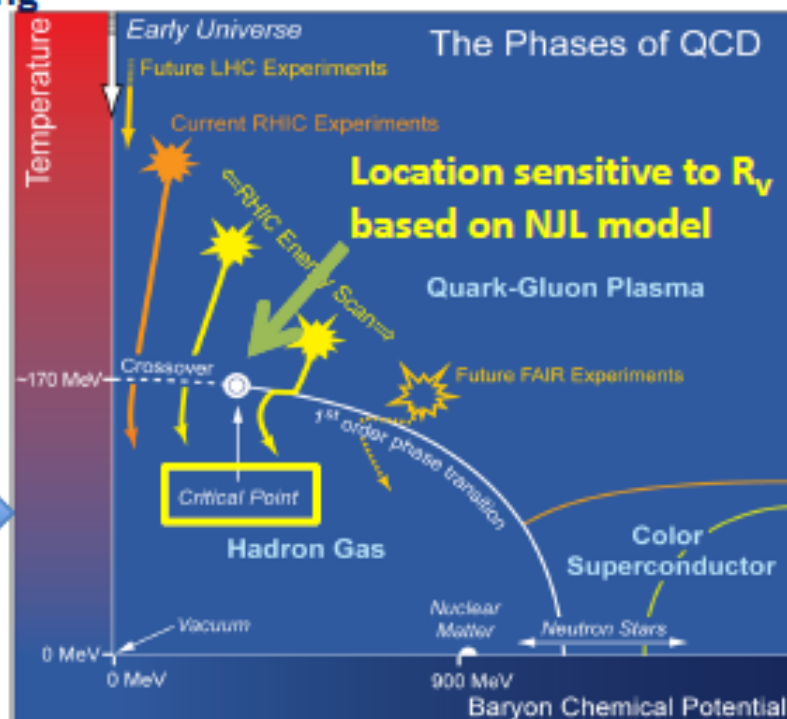 ng
Early Universe
The Phases of QCD
Temperature
Future LHC Experiments
Current RHIC Experiments
Location sensitive to Rv
based on NJL model
<=RHIC Energy Scan=>
Quark-Gluon Plasma
Crossover
~170 MeV
Future FAIR Experiments
1st order phase transition
Critical Point
Hadron Gas
Color
Superconductor
Vacuum
Nuclear
Matter
Neutron Stars
0 MeV
0 MeV
900 MeV
Baryon Chemical Potential